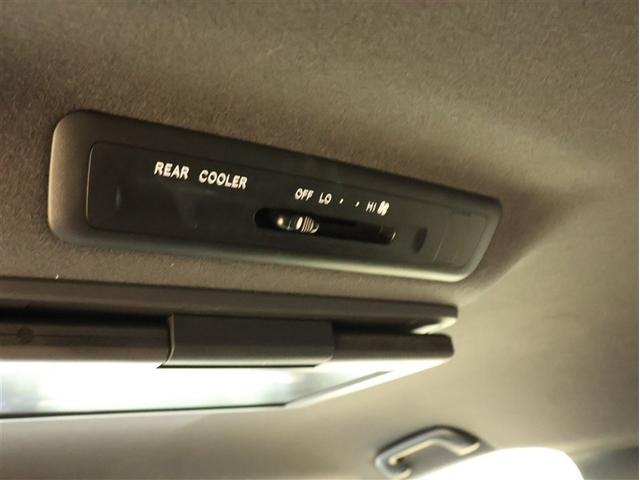 REAR COOLER
OFF LO · · HI